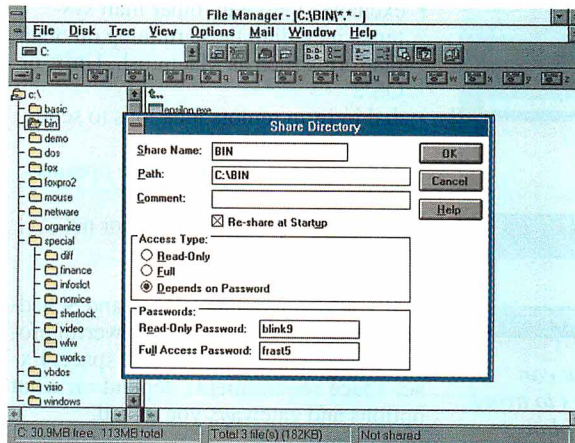 File Manager - [C:\BIN\*.* - ]
File Disk Tree View Options Mail Window Help
C:
a c e h m q r s t u v w x y z
c:\
basic
bin
demo
dos
fox
foxpro2
mouse
netware
organize
special
diff
finance
infoslct
nomice
sherlock
video
wfw
works
vbdos
visio
windows
epsilon.exe
Share Directory
Share Name: BIN
Path: C:\BIN
Comment:
Re-share at Startup
OK
Cancel
Help
Access Type:
Read-Only
Full
Depends on Password
Passwords:
Read-Only Password: blink9
Full Access Password: frast5
C: 30.9MB free, 113MB total
Total 3 file(s) (182KB)
Not shared